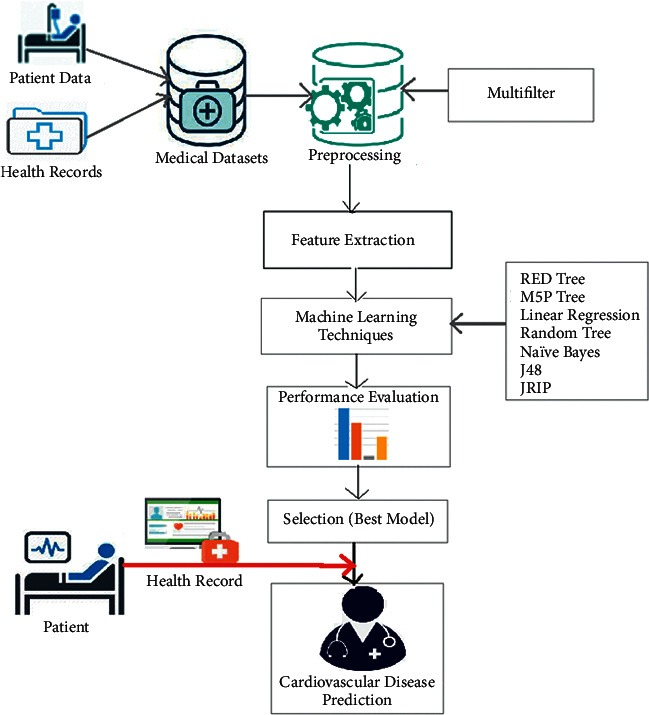 Patient Data
Health Records
Medical Datasets
Preprocessing
Multifilter
Feature Extraction
Machine Learning
Techniques
RED Tree
M5P Tree
Linear Regression
Random Tree
Naïve Bayes
J48
JRIP
Performance Evaluation
Selection (Best Model)
Health Record
Patient
Cardiovascular Disease
Prediction